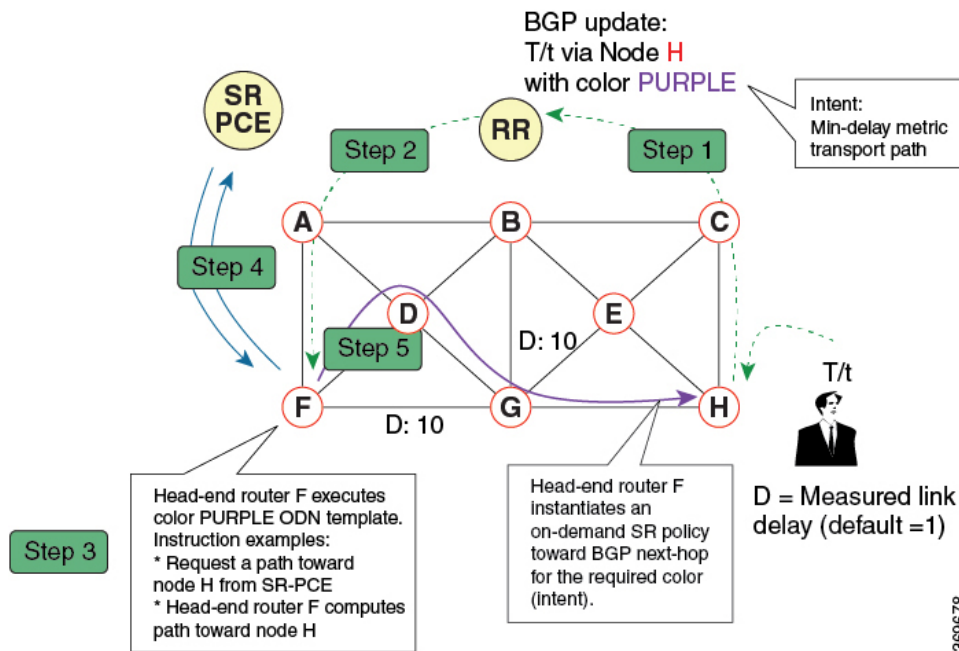 BGP update:
T/t via Node H
with color PURPLE
Intent:
Min-delay metric
transport path
SR
PCE
RR
Step 2
Step 1
A
B
C
Step 4
D
E
Step 5
D: 10
T/t
F
G
H
D: 10
Head-end router F executes
color PURPLE ODN template.
Instruction examples:
* Request a path toward
node H from SR-PCE
* Head-end router F computes
path toward node H
Head-end router F
instantiates an
on-demand SR policy
toward BGP next-hop
for the required color
(intent).
D = Measured link
delay (default =1)
Step 3
369678